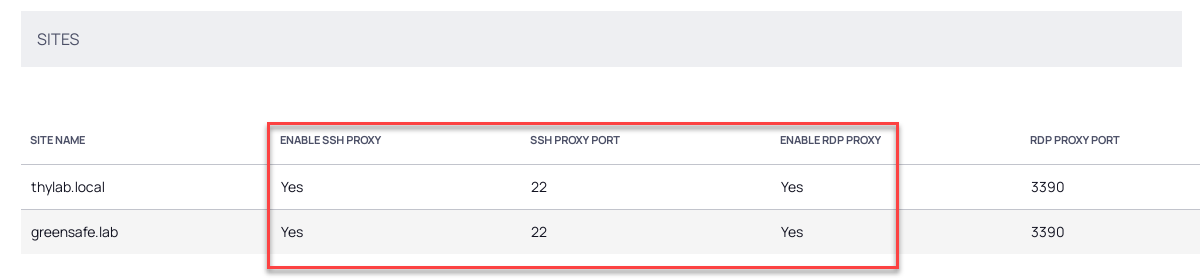 SITES
SITE NAME ENABLE SSH PROXY SSH PROXY PORT ENABLE RDP PROXY RDP PROXY PORT
thylab.local Yes 22 Yes 3390
greensafe.lab Yes 22 Yes 3390